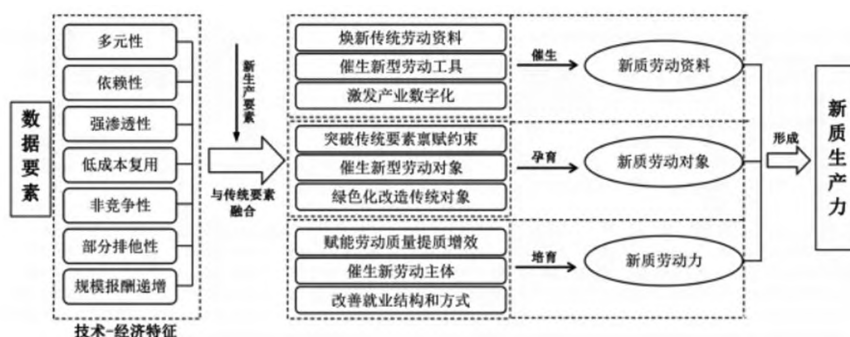 数据要素
多元性
依赖性
强渗透性
低成本复用
非竞争性
部分排他性
规模报酬递增
技术-经济特征
新生产要素
与传统要素
融合
焕新传统劳动资料
催生新型劳动工具
激发产业数字化
催生
新质劳动资料
突破传统要素禀赋约束
催生新型劳动对象
绿色化改造传统对象
孕育
新质劳动对象
赋能劳动质量提质增效
催生新劳动主体
改善就业结构和方式
培育
新质劳动力
形成
新质生产力